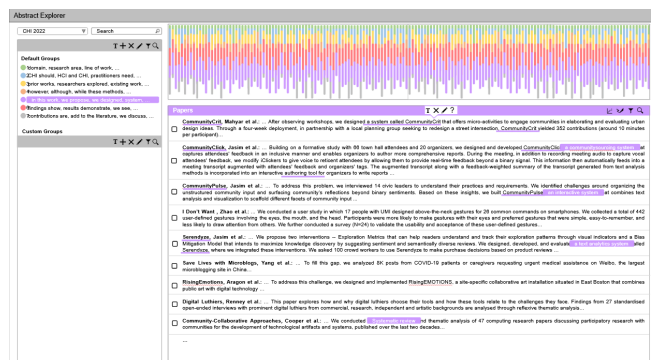 Abstract Explorer
CHI 2022
Search
Default Groups
domain, research area, line of work, ...
CHI should, HCI and CHI, practitioners need, ...
prior works, researchers explored, existing work, ...
however, although, while these methods, ...
in this work, we propose, we designed, system
findings show, results demonstrate, we see, ...
contributions are, add to the literature, we discuss, ...
Custom Groups
Papers
CommunityCrit, Mahyar et al.: ... After observing workshops, we designed a system called CommunityCrit that offers micro-activities to engage communities in elaborating and evaluating urban
design ideas. Through a four-week deployment, in partnership with a local planning group seeking to redesign a street intersection, CommunityCrit yielded 352 contributions (around 10 minutes
per participant)...
CommunityClick, Jasim et al.: ... Building on a formative study with 66 town hall attendees and 20 organizers, we designed and developed CommunityClick a communitysourcing system at
captures attendees' feedback in an inclusive manner and enables organizers to author more comprehensive reports. During the meeting, in addition to recording meeting audio to capture vocal
attendees' feedback, we modify iClickers to give voice to reticent attendees by allowing them to provide real-time feedback beyond a binary signal. This information then automatically feeds into a
meeting transcript augmented with attendees' feedback and organizers' tags. The augmented transcript along with a feedback-weighted summary of the transcript generated from text analysis
methods is incorporated into an interactive authoring tool for organizers to write reports ...
CommunityPulse, Jasim et al.: ... To address this problem, we interviewed 14 civic leaders to understand their practices and requirements. We identified challenges around organizing the
unstructured community input and surfacing community's reflections beyond binary sentiments. Based on these insights, we built CommunityPulse an interactive system at combines text
analysis and visualization to scaffold different facets of community input ...
I Don't Want , Zhao et al.: ... We conducted a user study in which 17 people with UMI designed above-the-neck gestures for 26 common commands on smartphones. We collected a total of 442
user-defined gestures involving the eyes, the mouth, and the head. Participants were more likely to make gestures with their eyes and preferred gestures that were simple, easy-to-remember, and
less likely to draw attention from others. We further conducted a survey (N=24) to validate the usability and acceptance of these user-defined gestures...
Serendyze, Jasim et al.: ... We propose two interventions – Exploration Metrics that can help readers understand and track their exploration patterns through visual indicators and a Bias
Mitigation Model that intends to maximize knowledge discovery by suggesting sentiment and semantically diverse reviews. We designed, developed, and evaluate a text analytics system alled
Serendyze, where we integrated these interventions. We asked 100 crowd workers to use Serendyze to make purchase decisions based on product reviews ...
Save Lives with Microblogs, Yang et al.: ... To fill this gap, we analyzed 8K posts from COVID-19 patients or caregivers requesting urgent medical assistance on Weibo, the largest
microblogging site in China...
RisingEmotions, Aragon et al.: ... To address this challenge, we designed and implemented RisingEMOTIONS, a site-specific collaborative art installation situated in East Boston that combines
public art with digital technology ...
Digital Luthiers, Renney et al.: ... This paper explores how and why digital luthiers choose their tools and how these tools relate to the challenges they face. Findings from 27 standardised
open-ended interviews with prominent digital luthiers from commercial, research, independent and artistic backgrounds are analysed through reflexive thematic analysis...
Community-Collaborative Approaches, Cooper et al.: ... We conducted Systematic review nd thematic analysis of 47 computing research papers discussing participatory research with
communities for the development of technological artifacts and systems, published over the last two decades...
...